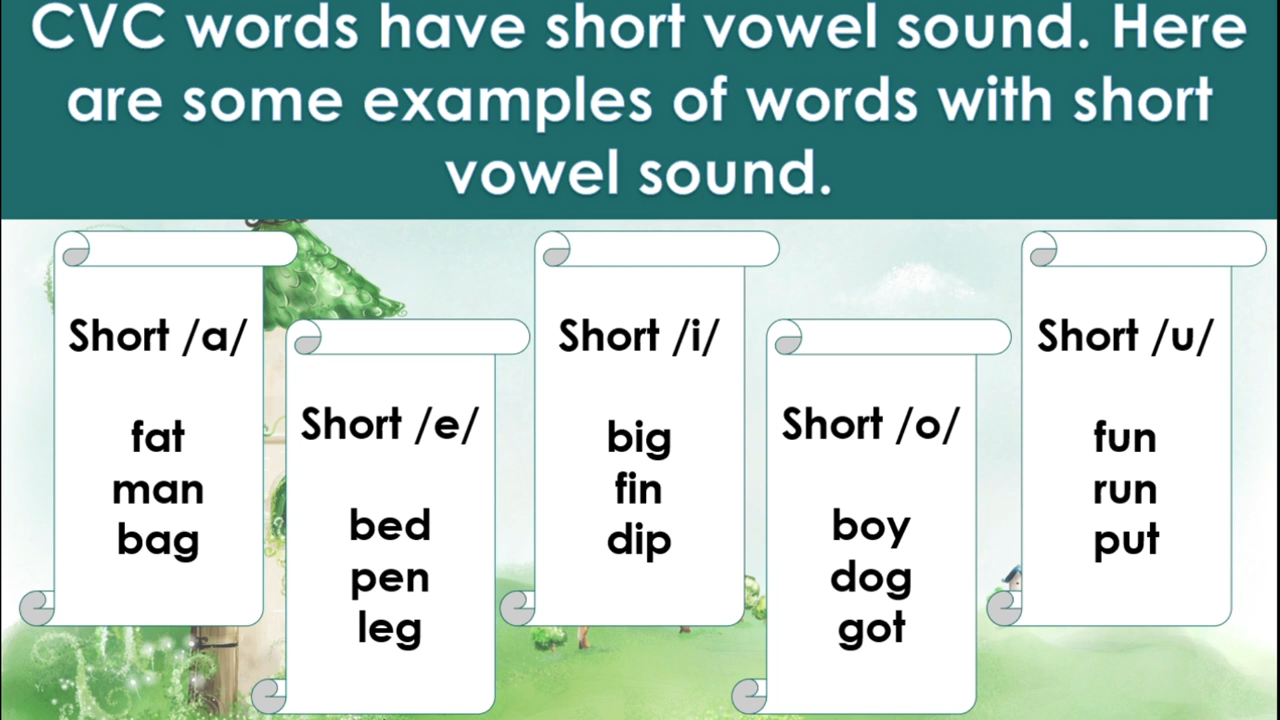 CVC words have short vowel sound. Here
are some examples of words with short
vowel sound.
Short /a/
fat
man
bag
Short /e/
bed
pen
leg
Short /i/
big
fin
dip
Short /o/
boy
dog
got
Short /u/
fun
run
put